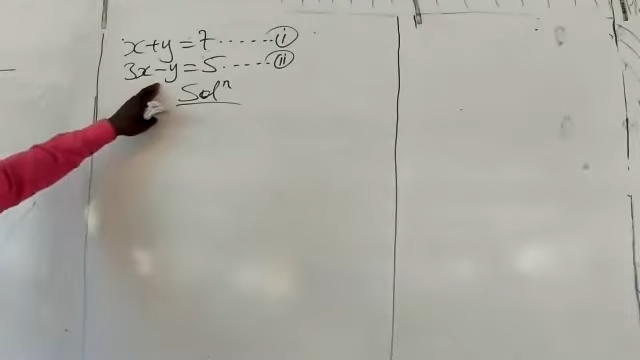 x+y=7.......(i)
3x-y=5.....(ii)
Solⁿ